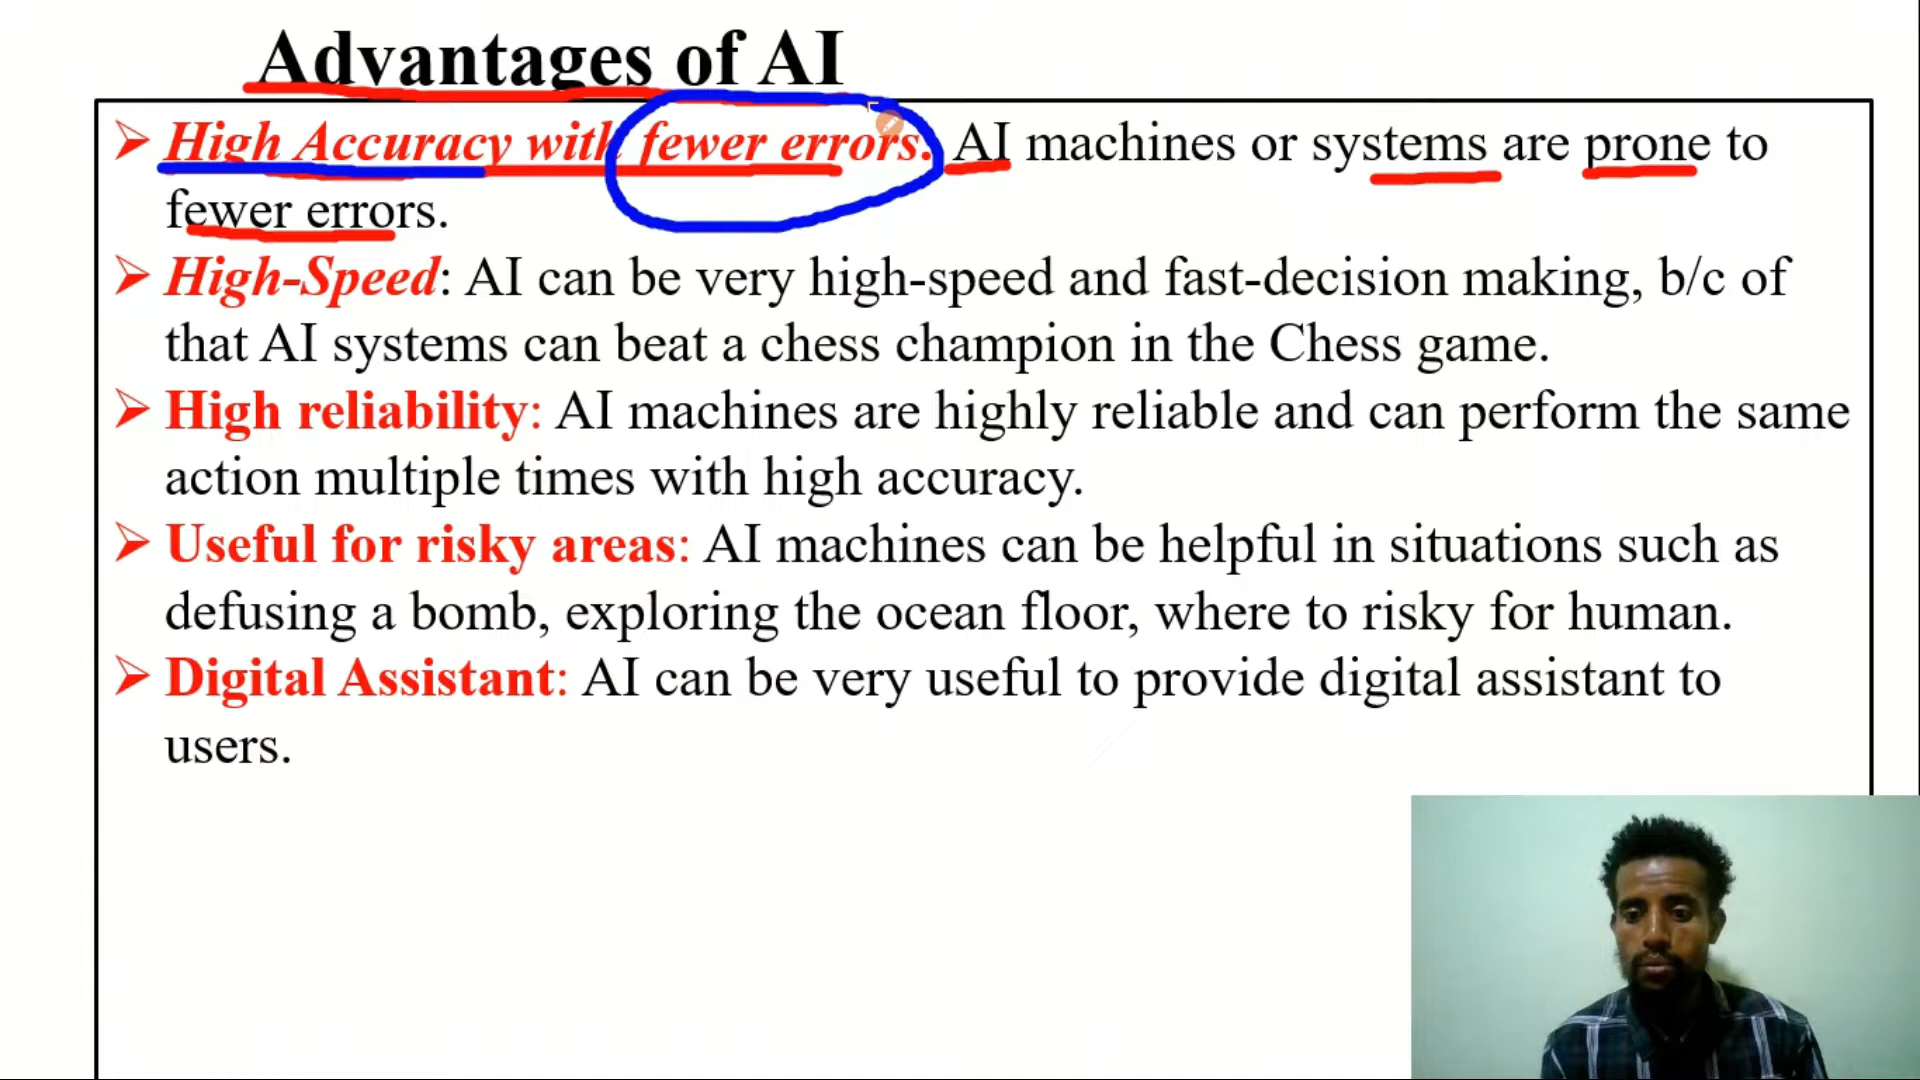 Advantages of AI
➢ High Accuracy with fewer errors: AI machines or systems are prone to
fewer errors.
➢ High-Speed: AI can be very high-speed and fast-decision making, b/c of
that AI systems can beat a chess champion in the Chess game.
➢ High reliability: AI machines are highly reliable and can perform the same
action multiple times with high accuracy.
➢ Useful for risky areas: AI machines can be helpful in situations such as
defusing a bomb, exploring the ocean floor, where to risky for human.
➢ Digital Assistant: AI can be very useful to provide digital assistant to
users.